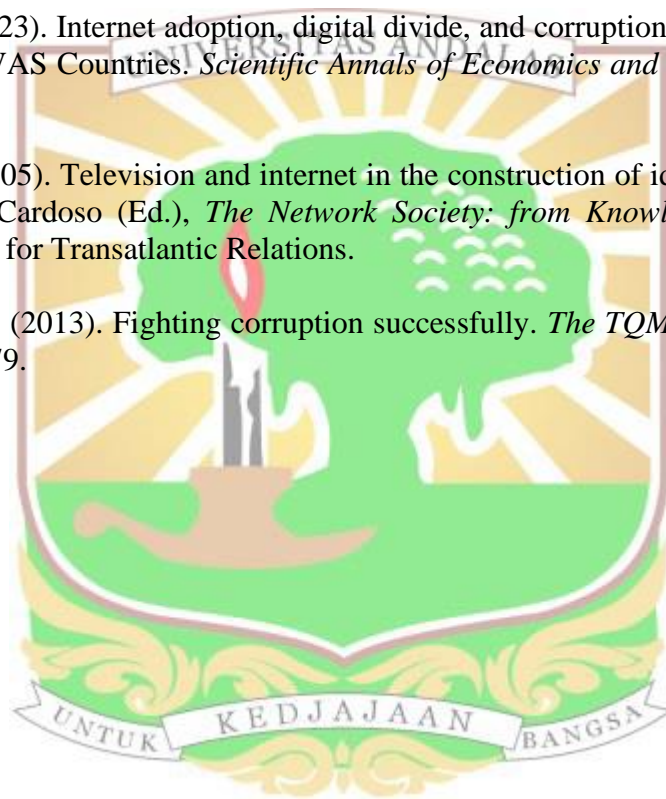 23). Internet adoption, digital divide, and corruption
UNIVERSITAS ANDALAS
VAS Countries. Scientific Annals of Economics and
05). Television and internet in the construction of
Cardoso (Ed.), The Network Society: from
for Transatlantic Relations.
(2013). Fighting corruption successfully. The TQM
79.
UNTUK KEDJAJAAN BANGSA